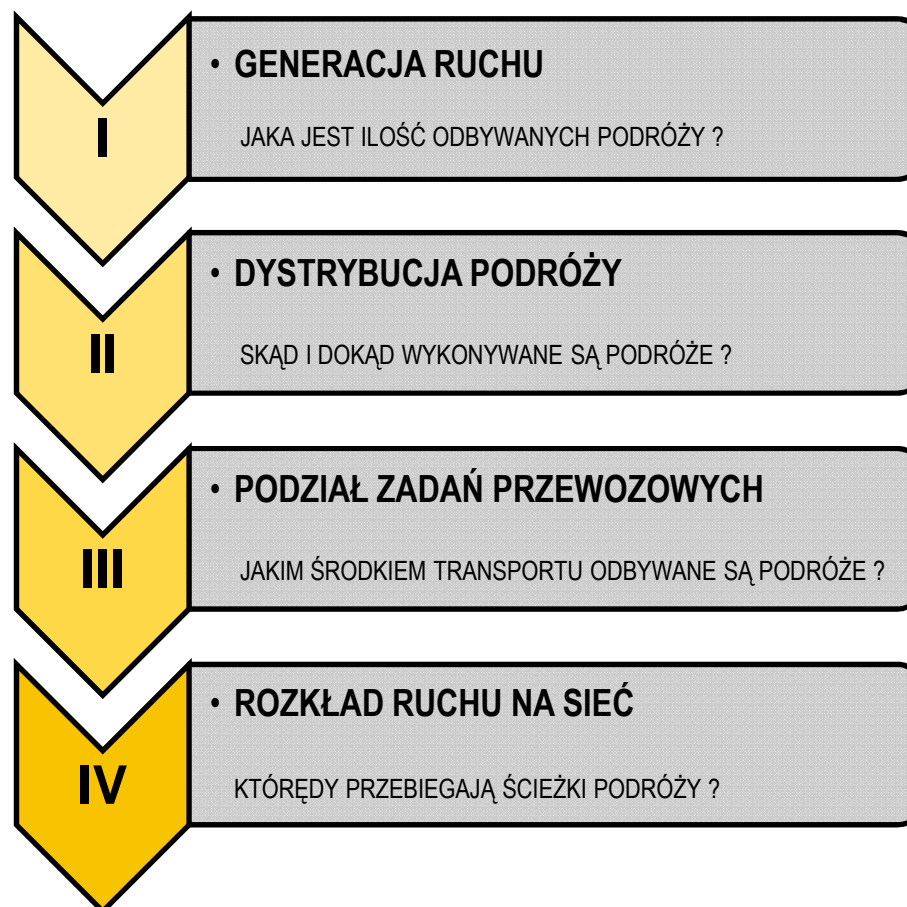 I
• GENERACJA RUCHU
JAKA JEST ILOŚĆ ODBYWANYCH PODRÓŻY ?
II
• DYSTRYBUCJA PODRÓŻY
SKĄD I DOKĄD WYKONYWANE SĄ PODRÓŻE ?
III
• PODZIAŁ ZADAŃ PRZEWOZOWYCH
JAKIM ŚRODKIEM TRANSPORTU ODBYWANE SĄ PODRÓŻE ?
IV
• ROZKŁAD RUCHU NA SIEĆ
KTÓRĘDY PRZEBIEGAJĄ ŚCIEŻKI PODRÓŻY ?